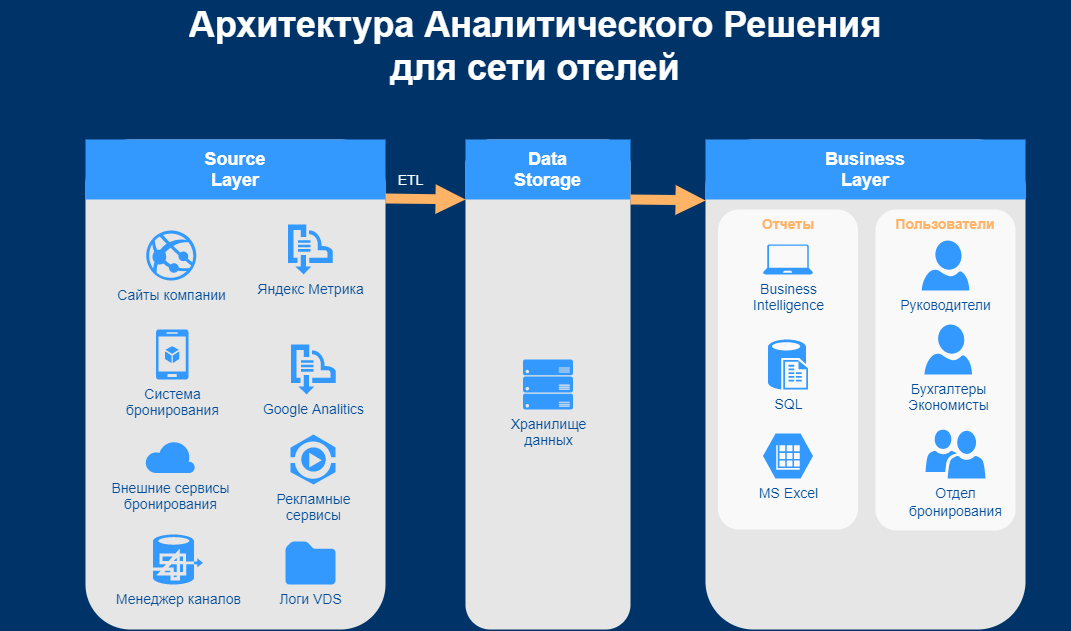 Архитектура Аналитического Решения
для сети отелей
Source
Layer
ETL
Data
Storage
Business
Layer
Сайты компании
Яндекс Метрика
Система
бронирования
Google Analitics
Внешние сервисы
бронирования
Рекламные
сервисы
Менеджер каналов
Логи VDS
Хранилище
данных
Отчеты
Business
Intelligence
SQL
MS Excel
Пользователи
Руководители
Бухгалтеры
Экономисты
Отдел
бронирования